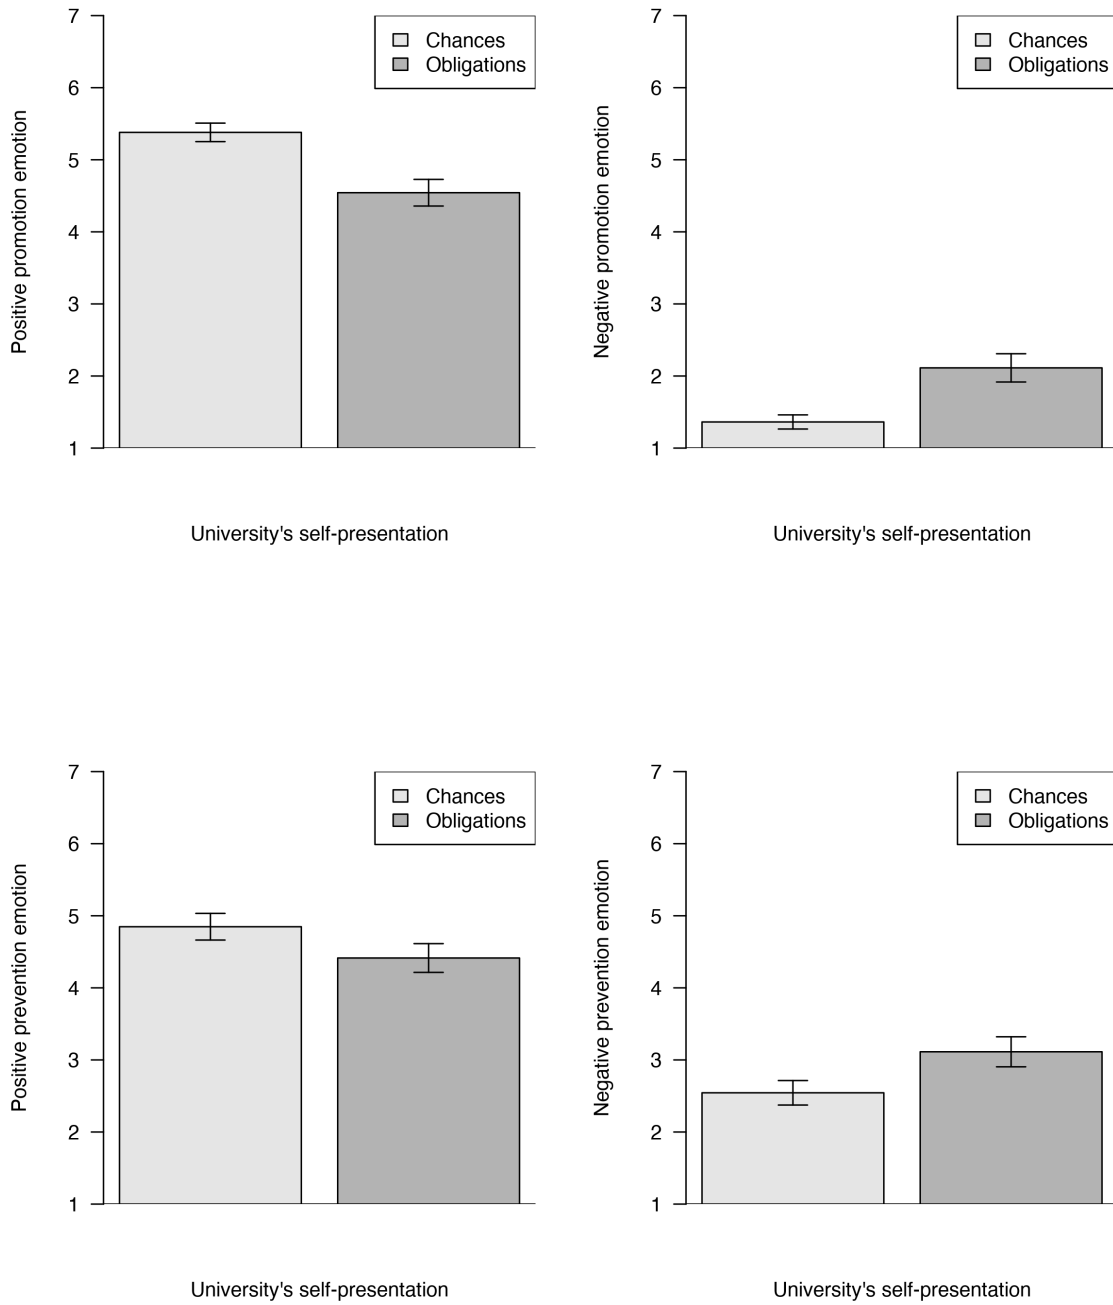 Positive promotion emotion
7
6
5
4
3
2
1
Chances
Obligations
University's self-presentation
Negative promotion emotion
7
6
5
4
3
2
1
Chances
Obligations
University's self-presentation
Positive prevention emotion
7
6
5
4
3
2
1
Chances
Obligations
University's self-presentation
Negative prevention emotion
7
6
5
4
3
2
1
Chances
Obligations
University's self-presentation